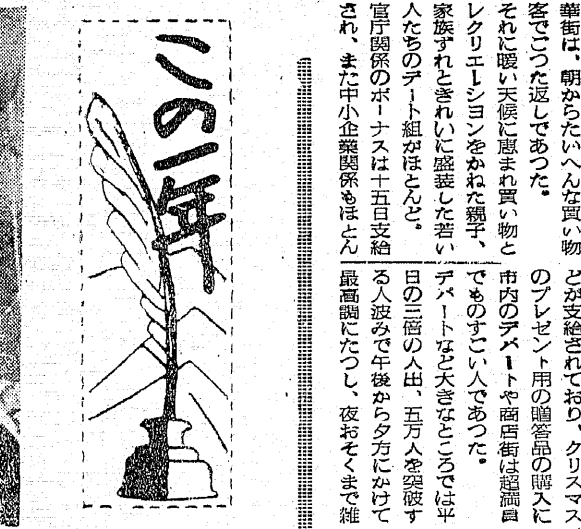 華街は、朝からたいへんな買い物
客でごつた返しであつた。
それに暖い天候に恵まれ買い物と
レクリエーションをかねた親子、
家族ずれときれいに盛装した若い
人たちのデート組がほとんど。
官庁関係のボーナスは十五日支給
され、また中小企業関係もほとん
どが支給されており、クリスマス
のプレゼント用の贈答品の購入に
市内のデパートや商店街は超満員
でものすごい人であつた。
デパートなど大きなところでは平
日の三倍の人出、五万人を突破す
る人波みで午後から夕方にかけて
最高調にたつし、夜おそくまで雑
この一年